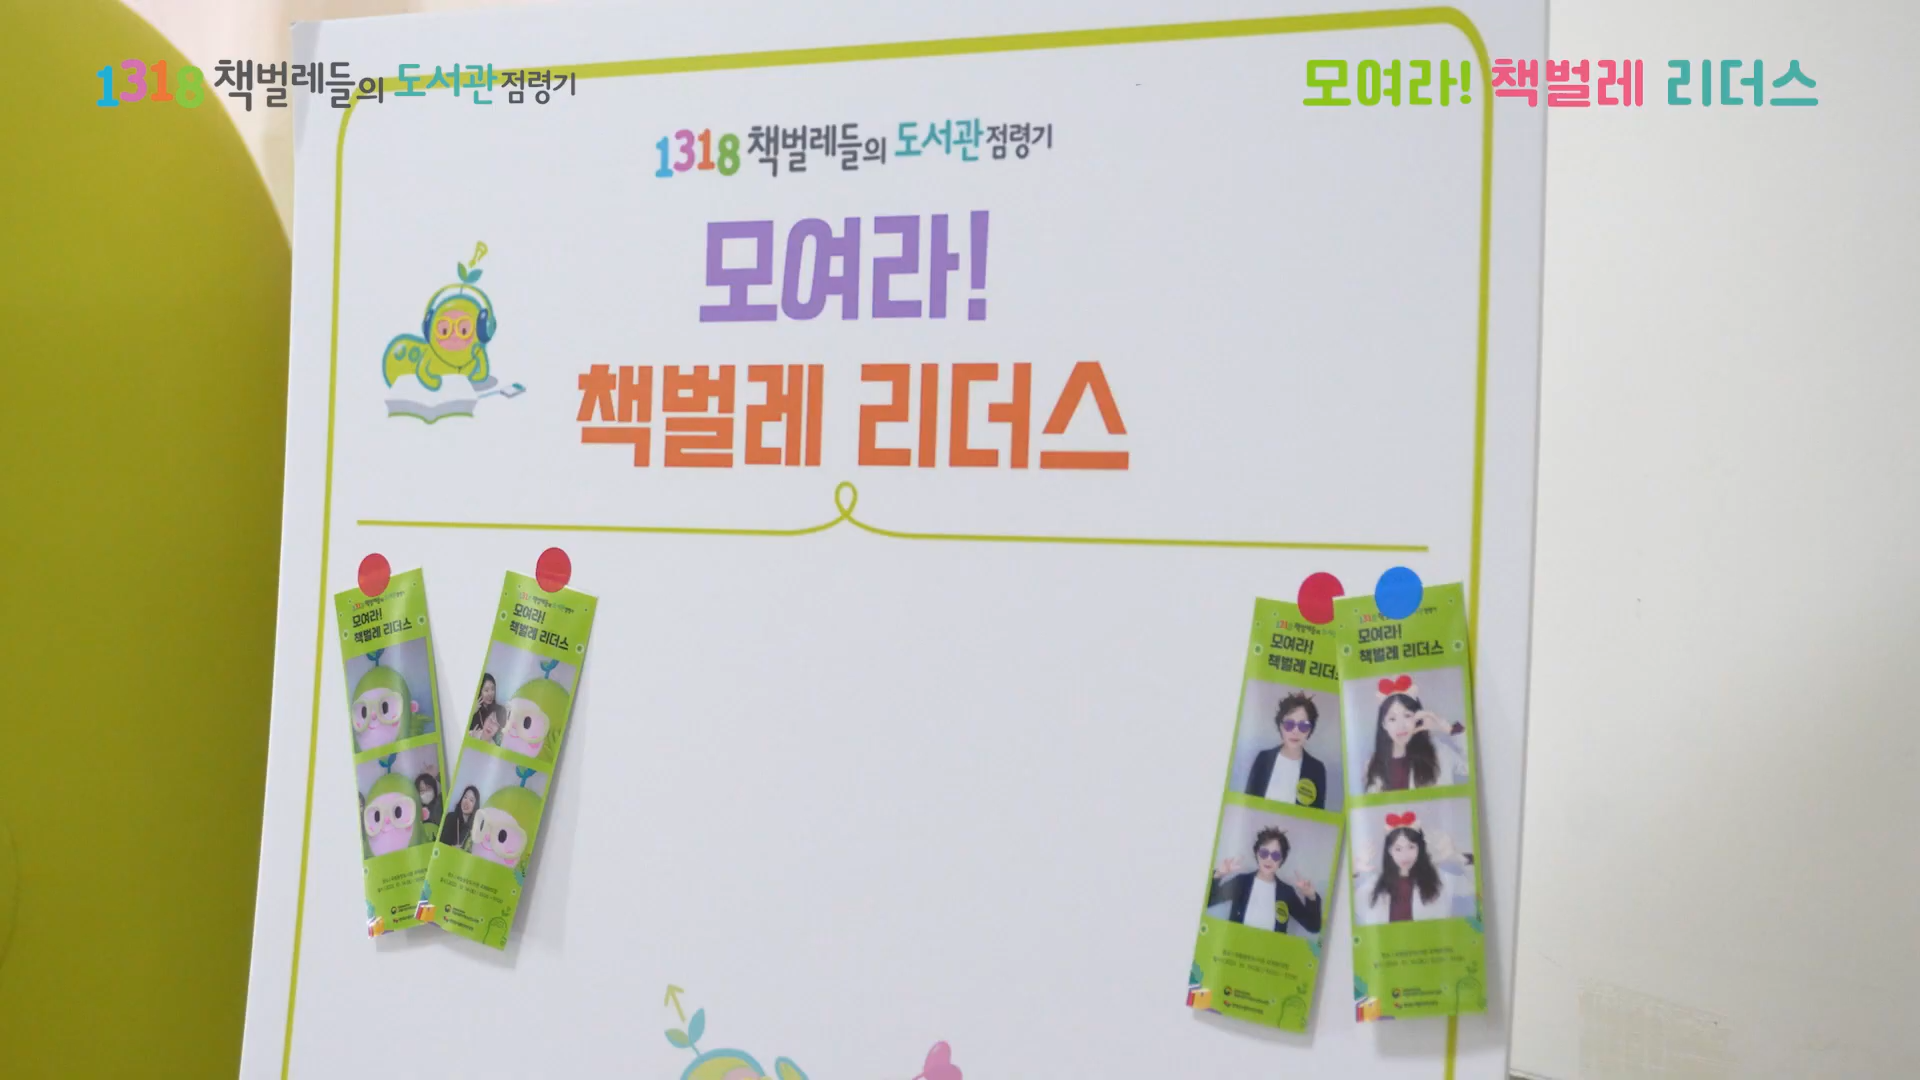 1318 책벌레들의 도서관 점령기
모여라! 책벌레 리더스
1318 책벌레들의 도서관 점령기
모여라!
책벌레 리더스
JO
모여라!
책벌레 리더스
모여라!
책벌레 리더스
모여라!
책벌레 리더
모여라!
책벌레 리더스